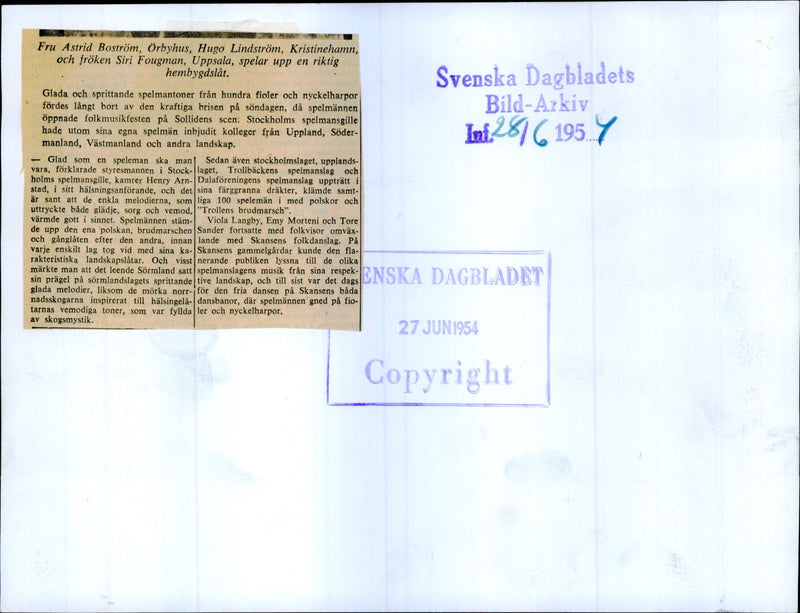 Fru Astrid Boström, Örbyhus, Hugo Lindström, Kristinehamn,
och fröken Siri Fougman, Uppsala, spelar upp en riktig
hembygdslåt.
Glada och sprittande spelmantoner från hundra fioler och nyckelharpor
fördes långt bort av den kraftiga brisen på söndagen, då spelmännen
öppnade folkmusikfesten på Sollidens scen. Stockholms spelmansgille
hade utom sina egna spelmän inbjudit kolleger från Uppland, Söder-
manland, Västmanland och andra landskap.
— Glad som en speleman ska man
vara, förklarade styresmannen i Stock-
holms spelmansgille, kamrer Henry Arn-
stad, i sitt hälsningsanförande, och det
är sant att de enkla melodierna, som
uttryckte både glädje, sorg och vemod,
värmde gott i sinnet. Spelmännen stäm-
de upp den ena polskan, brudmarschen
och gånglåten efter den andra, innan
varje enskilt lag tog vid med sina ka-
rakteristiska landskapslåtar. Och visst
märkte man att det leende Sörmland satt
sin prägel på sörmlandslagets sprittande
glada melodier, liksom de mörka norr-
nadsskogarna inspirerat till hälsingelå-
tarnas vemodiga toner, som var fyllda
av skogsmystik.
Sedan även stockholmslaget, upplands-
laget, Trollbäckens spelmanslag och
Dalaföreningens spelmanslag uppträtt i
sina färggranna dräkter, klämde samt-
liga 100 spelemän i med polskor och
"Trollens brudmarsch".
Viola Langby, Emy Morteni och Tore
Sander fortsatte med folkvisor omväx-
lande med Skansens folkdanslag. På
Skansens gammelgårdar kunde den fla-
nerande publiken lyssna till de olika
spelmanslagens musik från sina respek-
tive landskap, och till sist var det dags
för den fria dansen på Skansens båda
dansbanor, där spelmännen gned på fio-
ler och nyckelharpor.
Svenska Dagbladets
Bild-Arkiv
Inf. 28/6 1954
ENSKA DAGBLADET
27 JUN 1954
Copyright